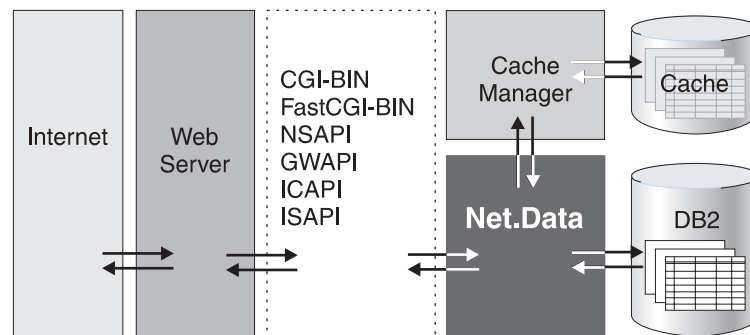 Internet
Web
Server
CGI-BIN
FastCGI-BIN
NSAPI
GWAPI
ICAPI
ISAPI
Cache
Manager
Cache
Net.Data
DB2